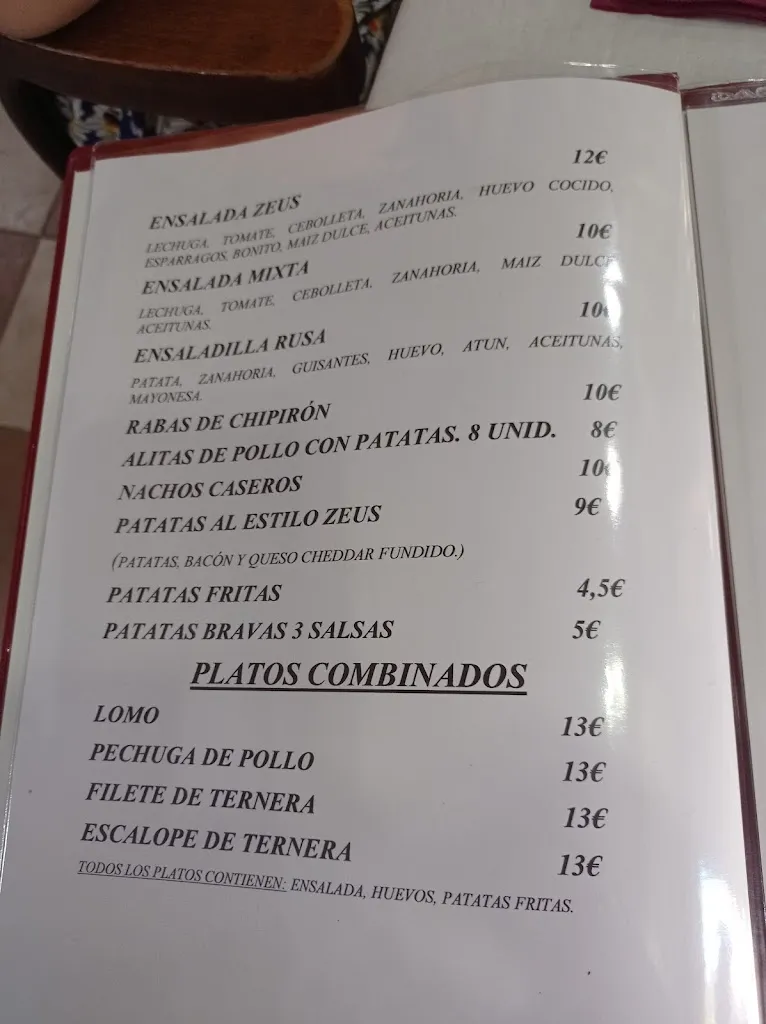 ENSALADA ZEUS 12€
LECHUGA, TOMATE, CEBOLLETA, ZANAHORIA, HUEVO COCIDO,
ESPARRAGOS, BONITO, MAIZ DULCE, ACEITUNAS.
ENSALADA MIXTA 10€
LECHUGA, TOMATE, CEBOLLETA, ZANAHORIA, MAIZ DULCE
ACEITUNAS.
ENSALADILLA RUSA 10€
PATATA, ZANAHORIA, GUISANTES, HUEVO, ATUN, ACEITUNAS,
MAYONESA.
RABAS DE CHIPIRÓN 10€
ALITAS DE POLLO CON PATATAS. 8 UNID. 8€
NACHOS CASEROS 10€
PATATAS AL ESTILO ZEUS 9€
(PATATAS, BACÓN Y QUESO CHEDDAR FUNDIDO.)
PATATAS FRITAS 4,5€
PATATAS BRAVAS 3 SALSAS 5€
PLATOS COMBINADOS
LOMO 13€
PECHUGA DE POLLO 13€
FILETE DE TERNERA 13€
ESCALOPE DE TERNERA 13€
TODOS LOS PLATOS CONTIENEN: ENSALADA, HUEVOS, PATATAS FRITAS.